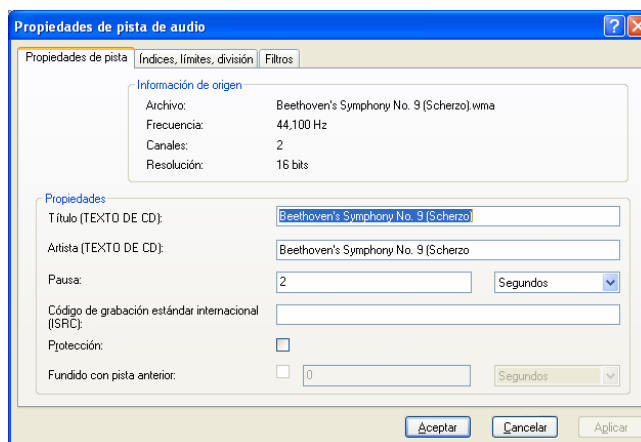 Propiedades de pista de audio
Propiedades de pista
Índices, límites, división
Filtros
Información de origen
Archivo: Beethoven's Symphony No. 9 (Scherzo).wma
Frecuencia: 44,100 Hz
Canales: 2
Resolución: 16 bits
Propiedades
Título (TEXTO DE CD): Beethoven's Symphony No. 9 (Scherzo)
Artista (TEXTO DE CD): Beethoven's Symphony No. 9 (Scherzo
Pausa: 2 Segundos
Código de grabación estándar internacional
(ISRC):
Protección:
Fundido con pista anterior: 0 Segundos
Aceptar Cancelar Aplicar